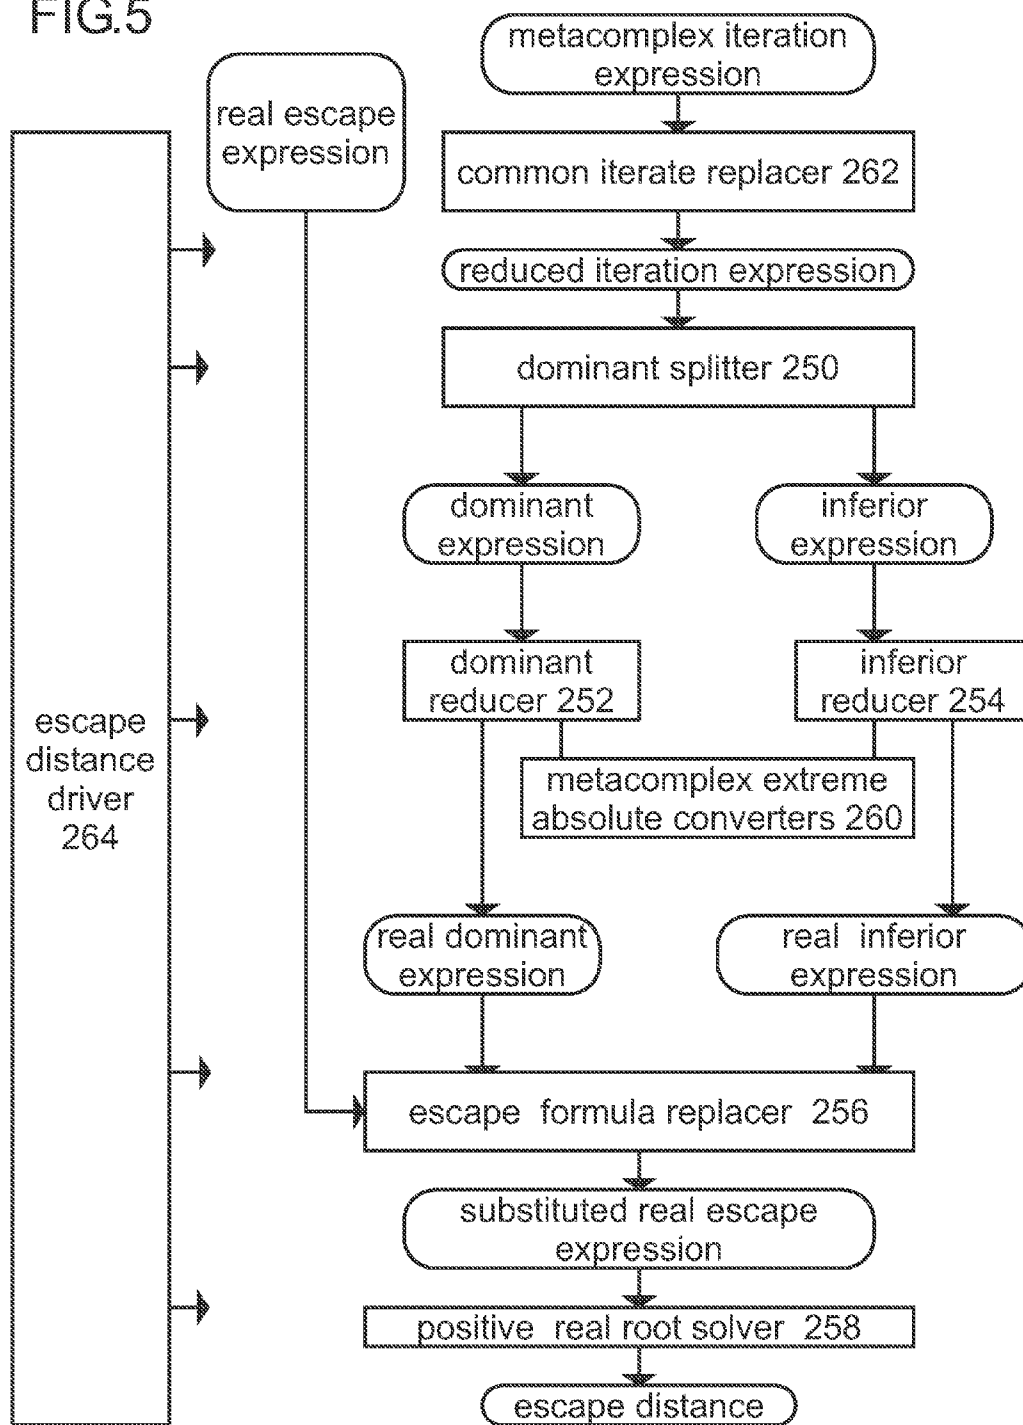 FIG.5
metacomplex iteration
expression
real escape
expression
common iterate replacer 262
reduced iteration expression
dominant splitter 250
dominant
expression
inferior
expression
dominant
reducer 252
inferior
reducer 254
escape
distance
driver
264
metacomplex extreme
absolute converters 260
real dominant
expression
real inferior
expression
escape formula replacer 256
substituted real escape
expression
positive real root solver 258
escape distance